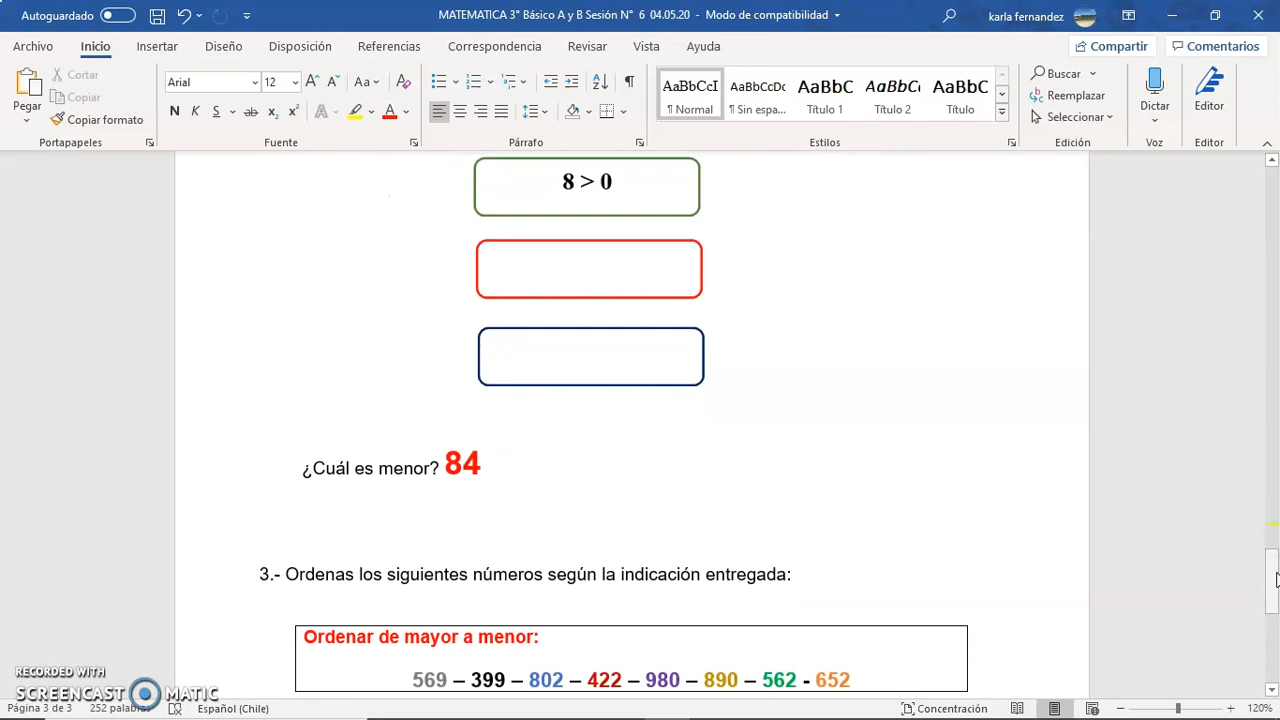 Autoguardado
MATEMATICA 3° Básico A y B Sesión N° 6 04.05.20 - Modo de compatibilidad
karla fernandez
Archivo Inicio Insertar Diseño Disposición Referencias Correspondencia Revisar Vista Ayuda Compartir Comentarios
Pegar
Cortar
Copiar
Copiar formato
Portapapeles
Arial 12
N K S ab x₂ x²
Fuente
Párrafo
AaBbCcI AaBbCcDc AaBbC AaBbCc AaBbC
¶ Normal ¶ Sin espa... Título 1 Título 2 Título
Estilos
Buscar
Reemplazar
Seleccionar
Edición
Dictar
Voz
Editor
Editor
8 > 0
¿Cuál es menor? 84
3.- Ordenas los siguientes números según la indicación entregada:
Ordenar de mayor a menor:
569 – 399 – 802 – 422 – 980 – 890 – 562 - 652
RECORDED WITH
SCREENCAST MATIC
Página 3 de 3 252 palabras Español (Chile) Concentración 120%